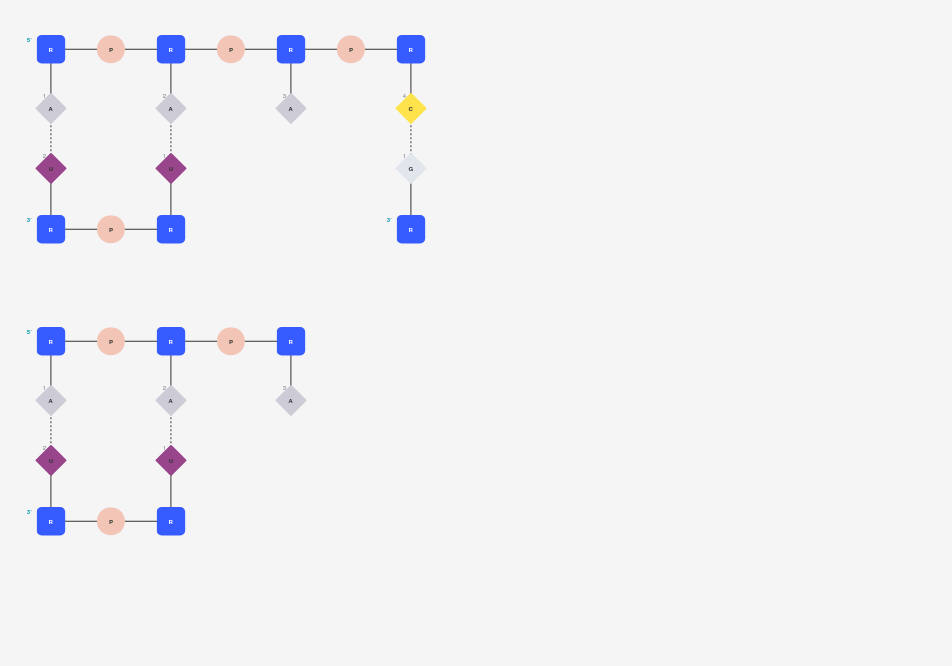 5'
R P R P R P R
1 2 3 4
A A A C
2 1 1
U U G
3' 3'
R P R R
5'
R P R P R
1 2 3
A A A
2 1
U U
3'
R P R